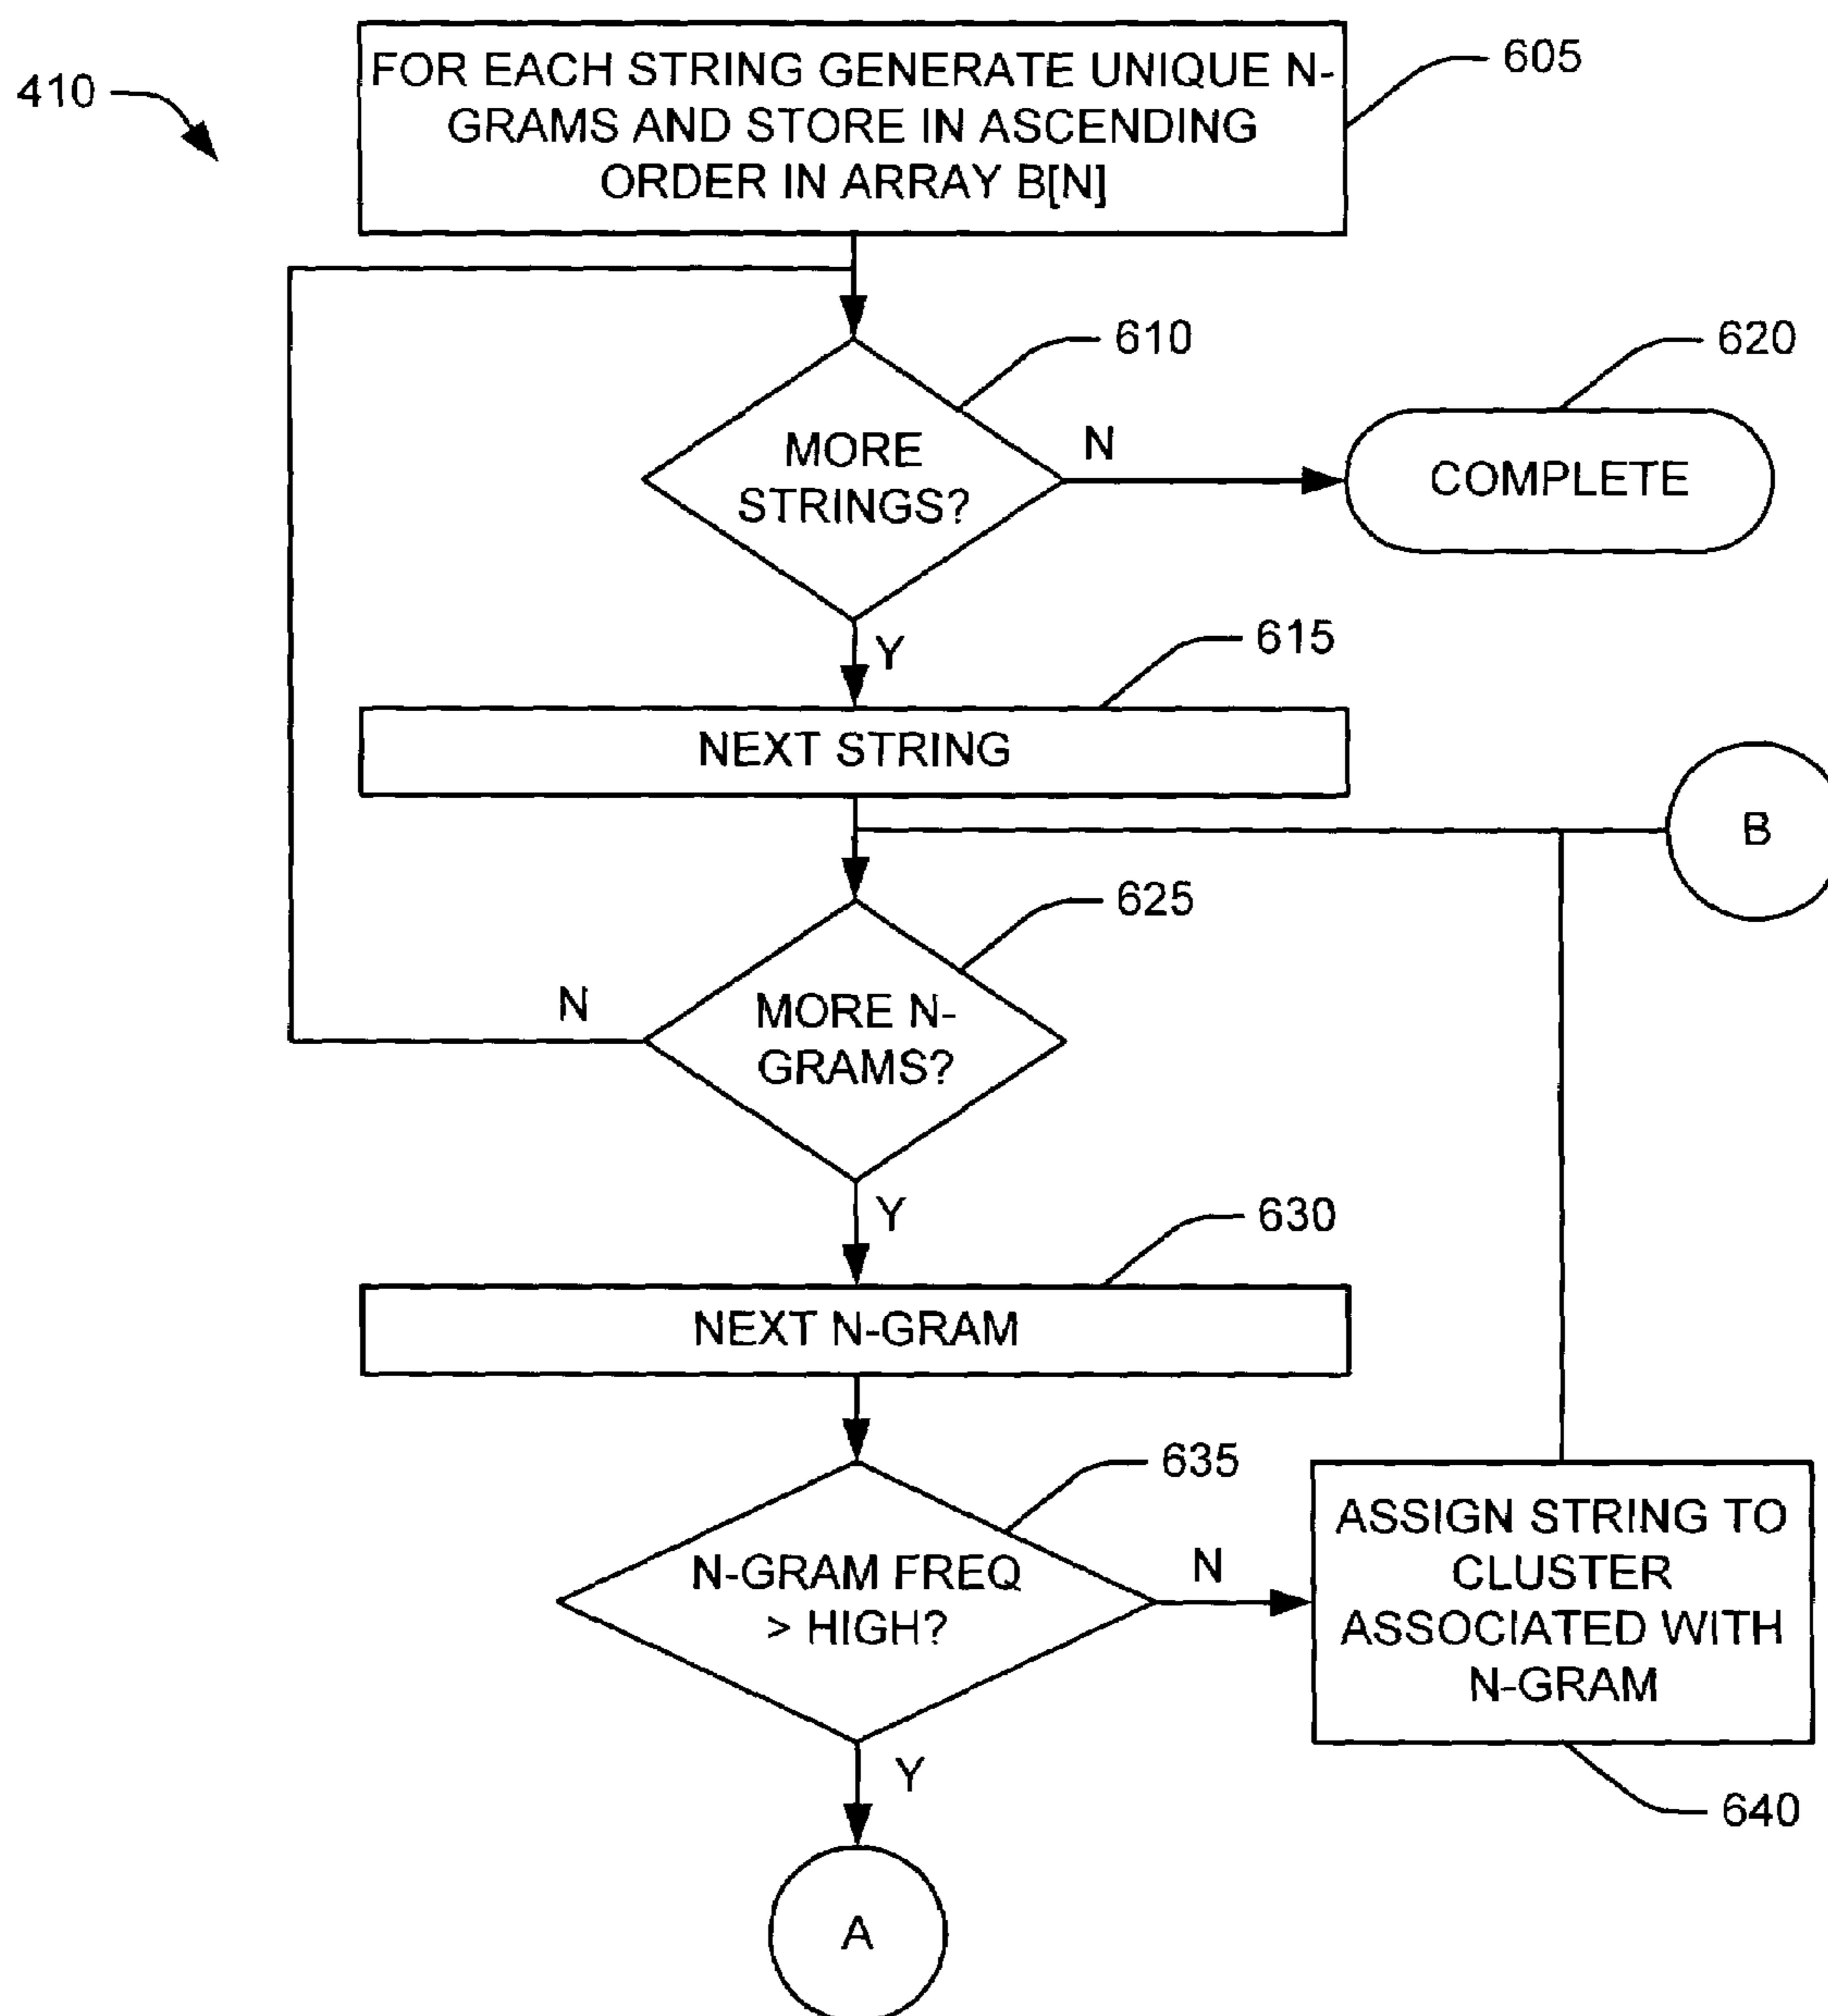 410
FOR EACH STRING GENERATE UNIQUE N-
GRAMS AND STORE IN ASCENDING
ORDER IN ARRAY B[N]
605
610
MORE
STRINGS?
N
620
COMPLETE
Y
615
NEXT STRING
B
625
MORE N-
GRAMS?
N
Y
630
NEXT N-GRAM
635
N-GRAM FREQ
> HIGH?
N
ASSIGN STRING TO
CLUSTER
ASSOCIATED WITH
N-GRAM
640
Y
A